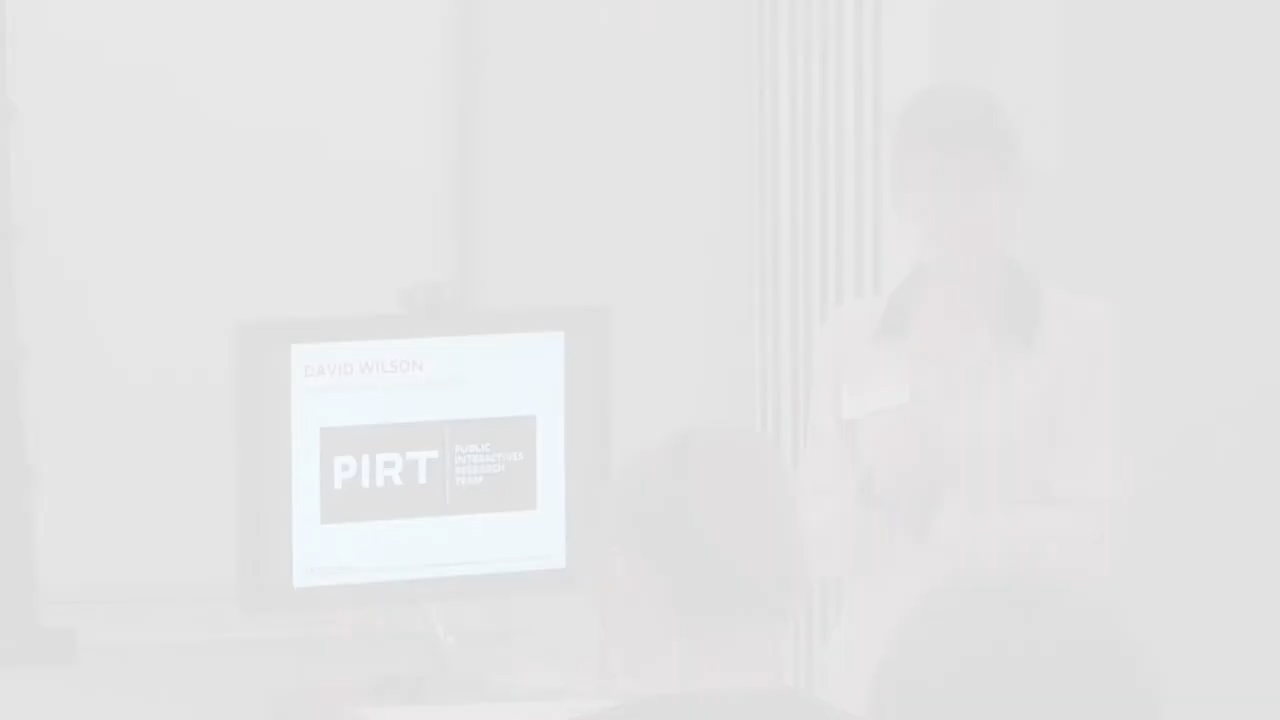 DAVID WILSON
PIRT
PUBLIC
INTERACTIVES
RESEARCH
TEAM